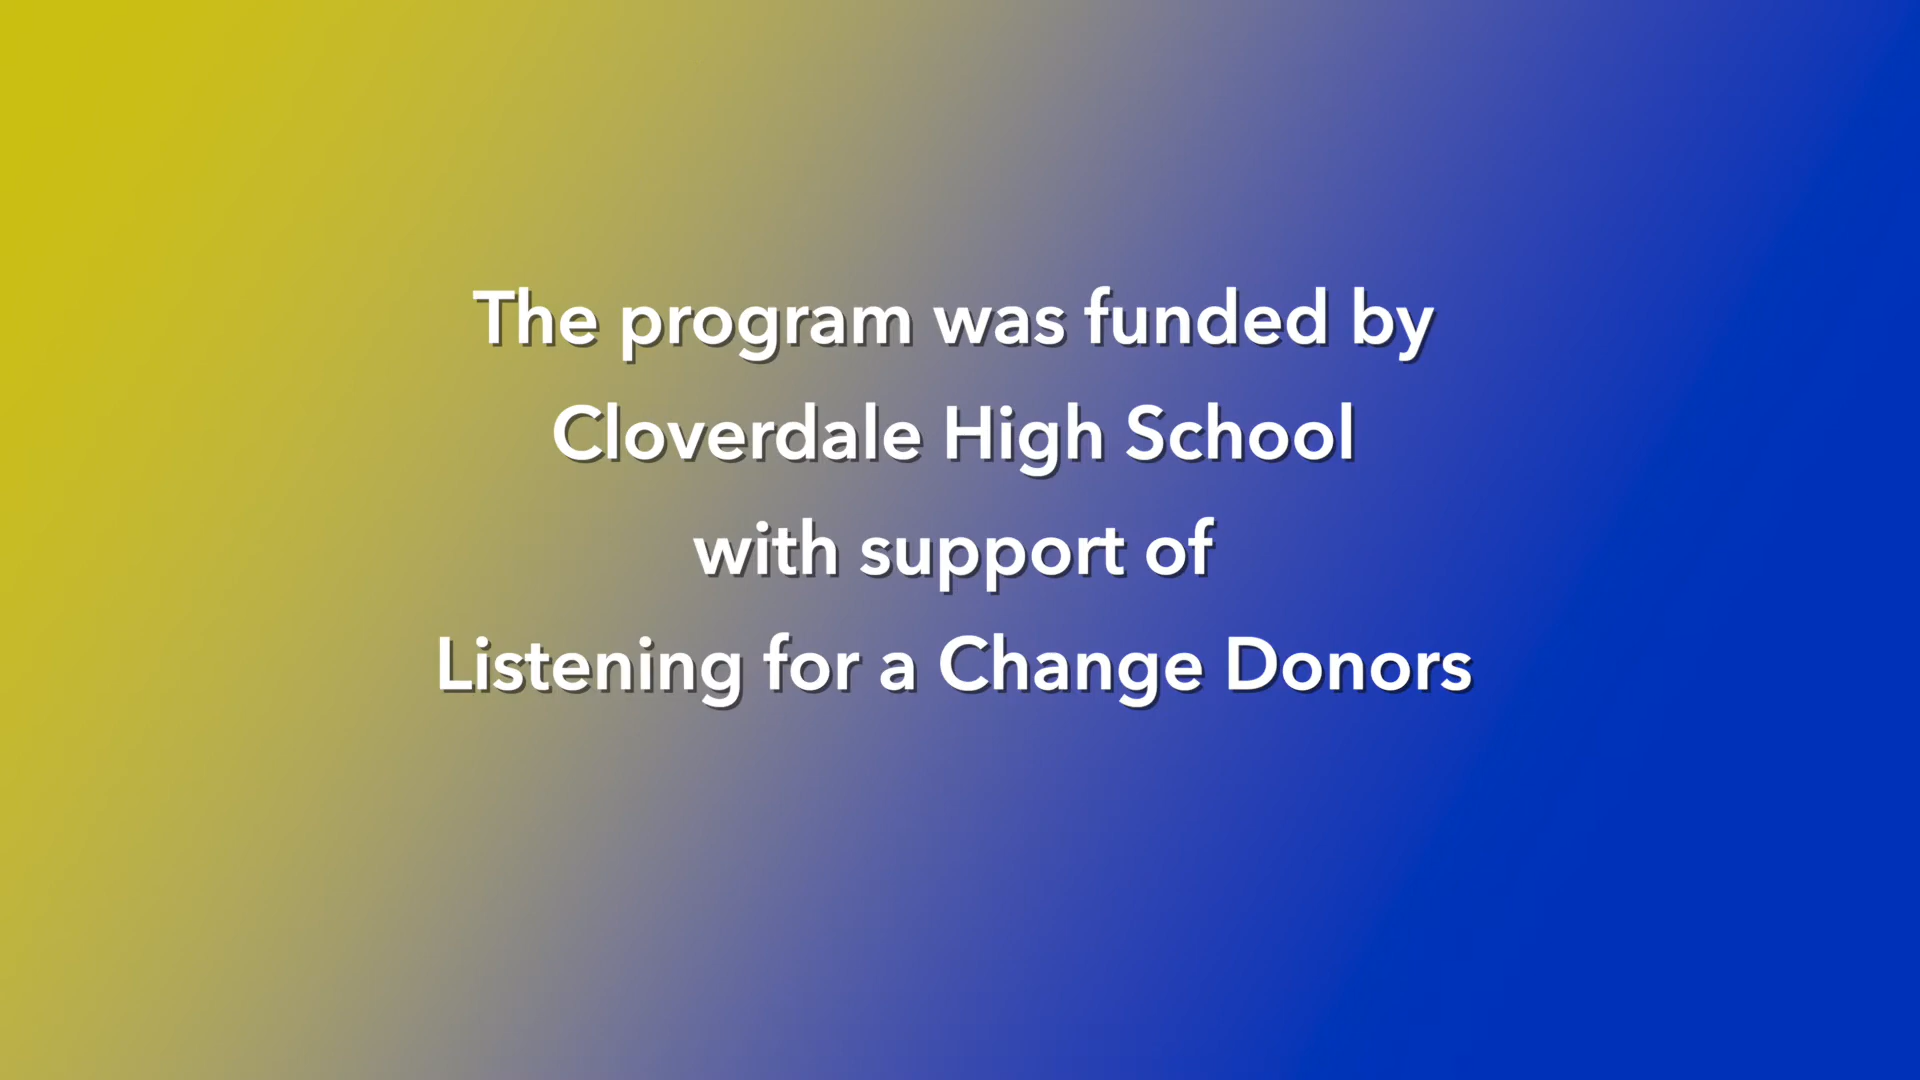 The program was funded by
Cloverdale High School
with support of
Listening for a Change Donors